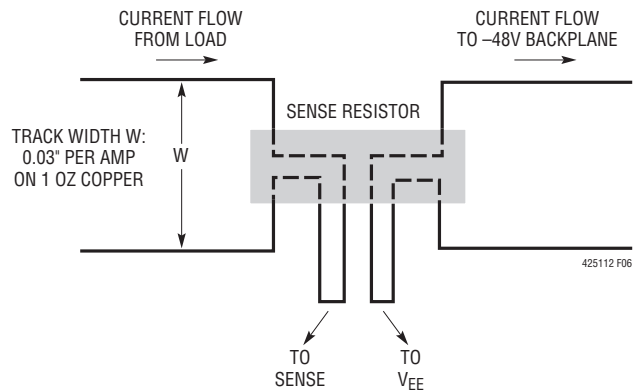 CURRENT FLOW
FROM LOAD
CURRENT FLOW
TO –48V BACKPLANE
SENSE RESISTOR
TRACK WIDTH W:
0.03" PER AMP
ON 1 OZ COPPER
W
425112 F06
TO
SENSE
TO
VEE